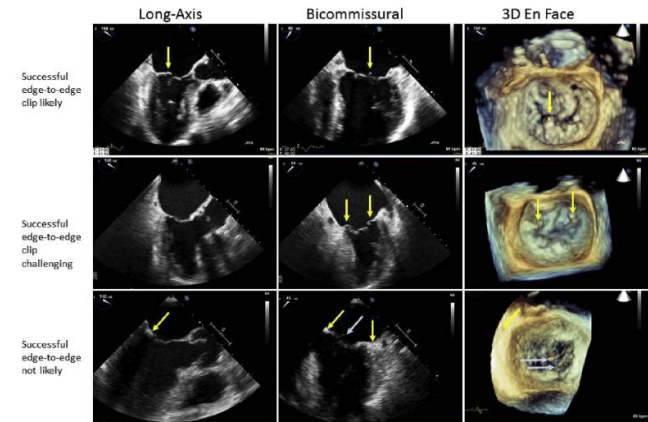 Long-Axis
Bicommissural
3D En Face
Successful
edge-to-edge
clip likely
Successful
edge-to-edge
clip
challenging
Successful
edge-to-edge
not likely